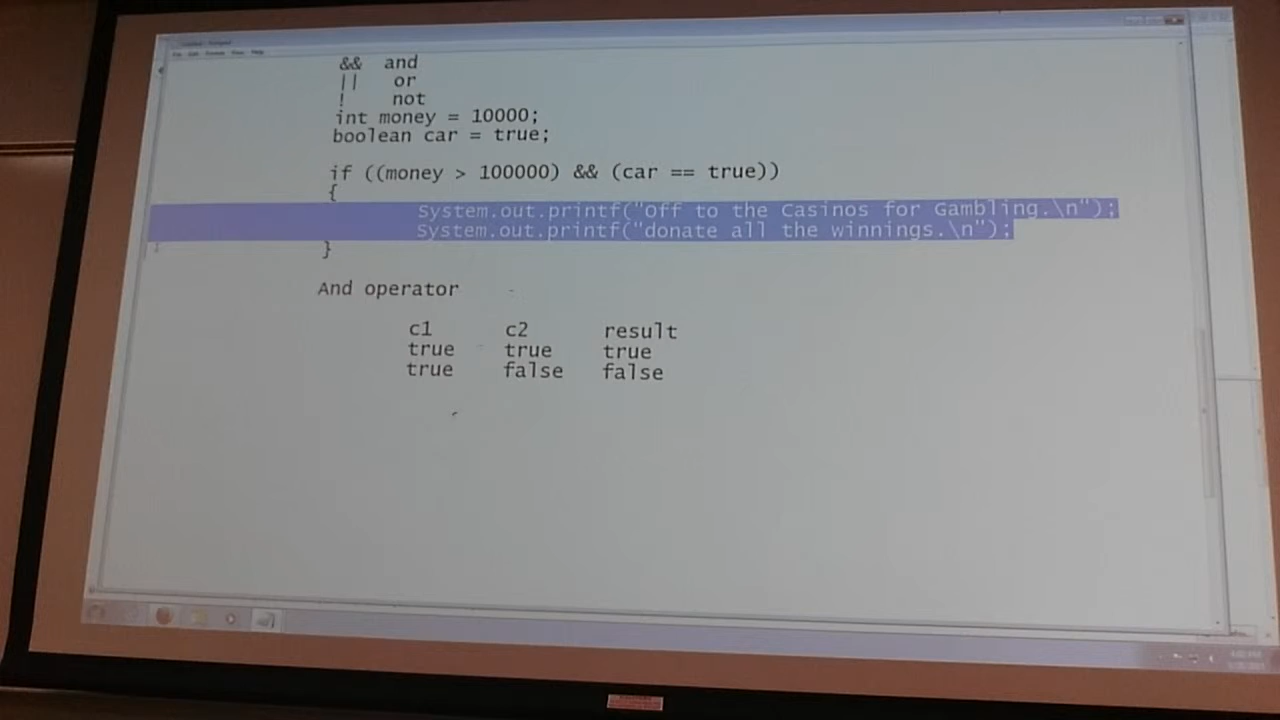 && and
|| or
! not
int money = 10000;
boolean car = true;
if ((money > 100000) && (car == true))
{
System.out.printf("Off to the Casinos for Gambling.\n");
System.out.printf("donate all the winnings.\n");
}
And operator
c1 c2 result
true true true
true false false